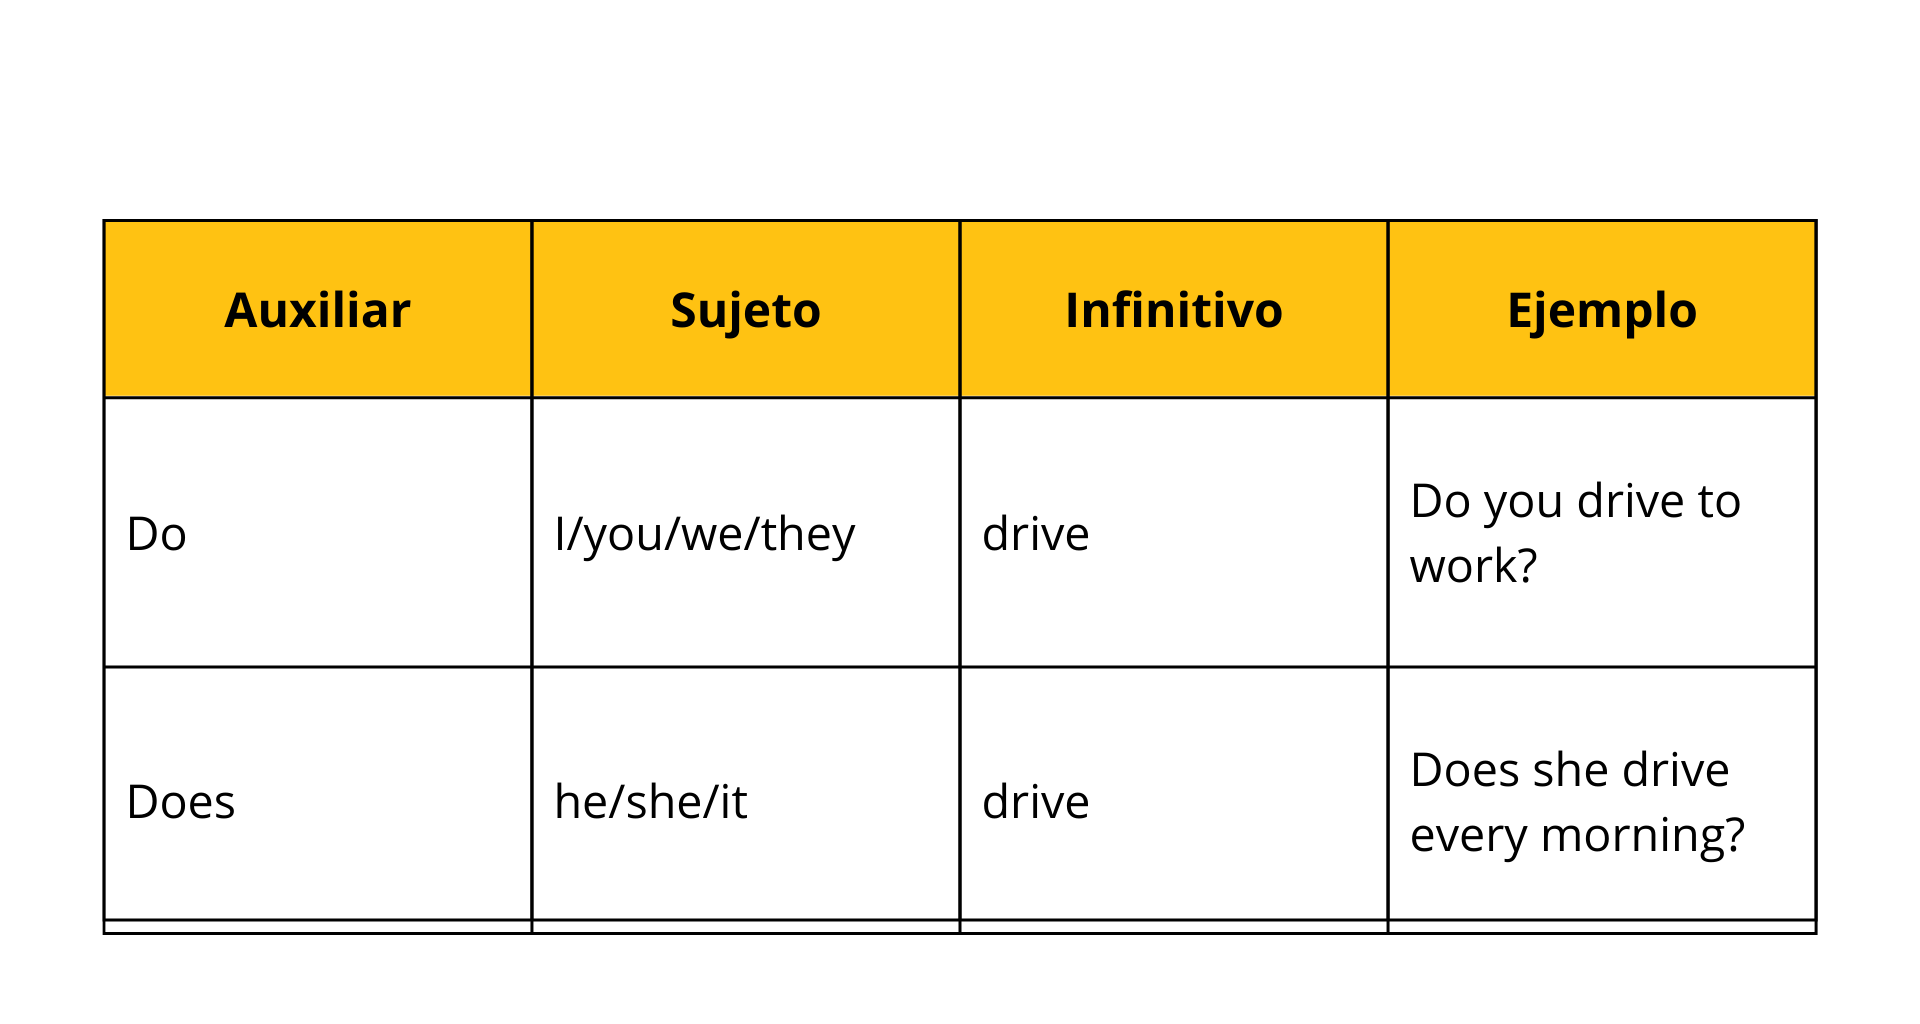 Auxiliar Sujeto Infinitivo Ejemplo
Do I/you/we/they drive Do you drive to
work?
Does he/she/it drive Does she drive
every morning?